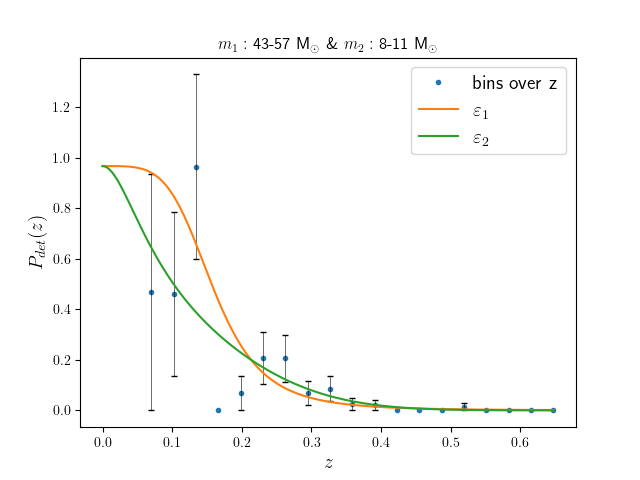 m₁ : 43-57 M☉ & m₂ : 8-11 M☉
bins over z
ε₁
ε₂
P_det(z)
1.2
1.0
0.8
0.6
0.4
0.2
0.0
0.0 0.1 0.2 0.3 0.4 0.5 0.6
z